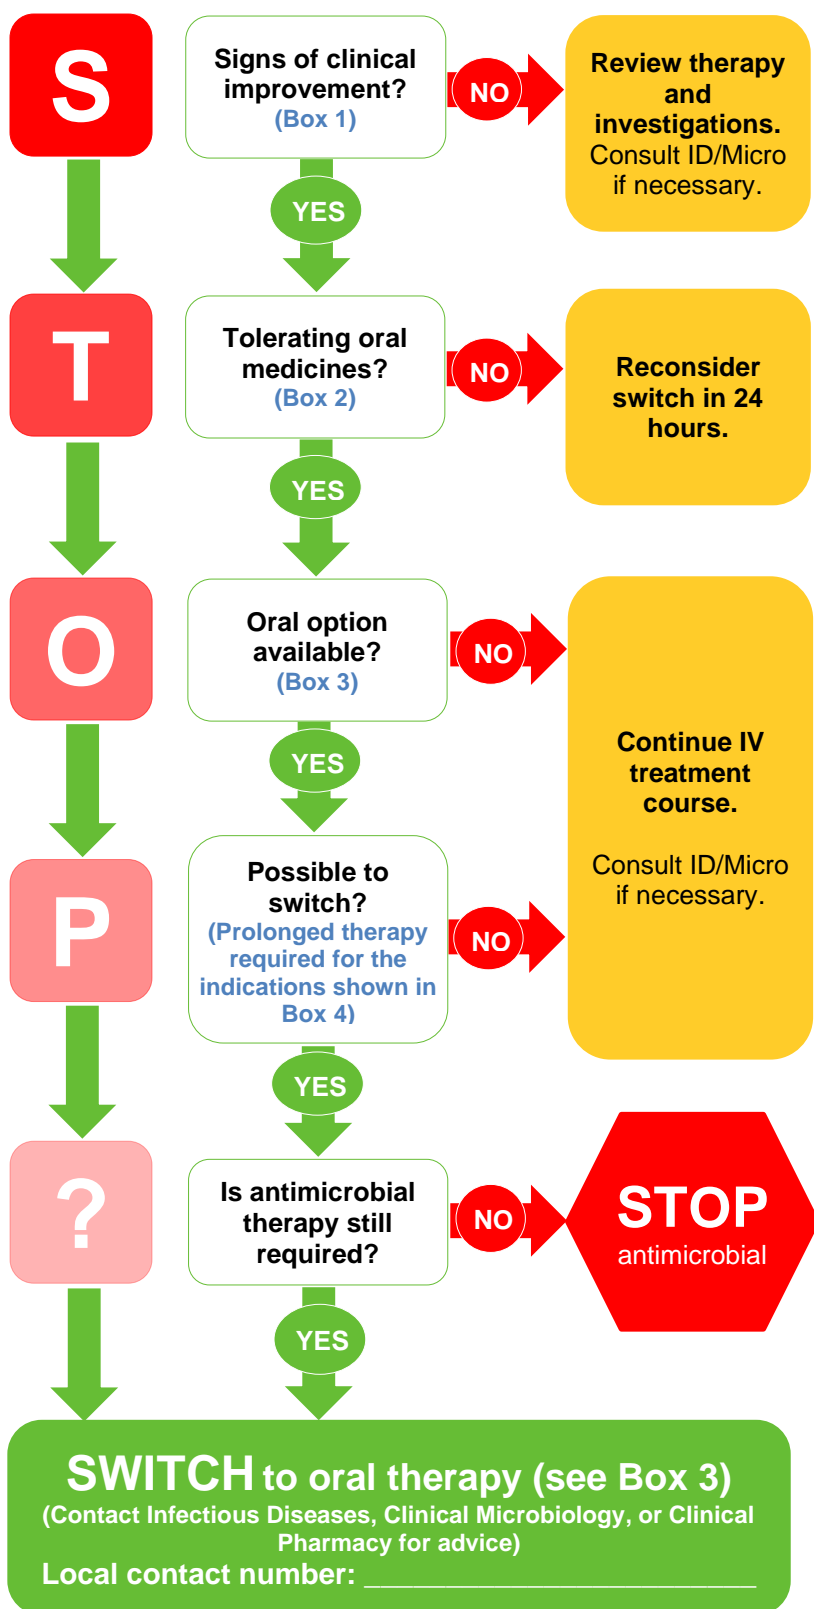 S
Signs of clinical
improvement?
(Box 1)
NO
Review therapy
and
investigations.
Consult ID/Micro
if necessary.
YES
T
Tolerating oral
medicines?
(Box 2)
NO
Reconsider
switch in 24
hours.
YES
O
Oral option
available?
(Box 3)
NO
Continue IV
treatment
course.
Consult ID/Micro
if necessary.
YES
P
Possible to
switch?
(Prolonged therapy
required for the
indications shown in
Box 4)
NO
YES
?
Is antimicrobial
therapy still
required?
NO
STOP
antimicrobial
YES
SWITCH to oral therapy (see Box 3)
(Contact Infectious Diseases, Clinical Microbiology, or Clinical
Pharmacy for advice)
Local contact number: ________________________